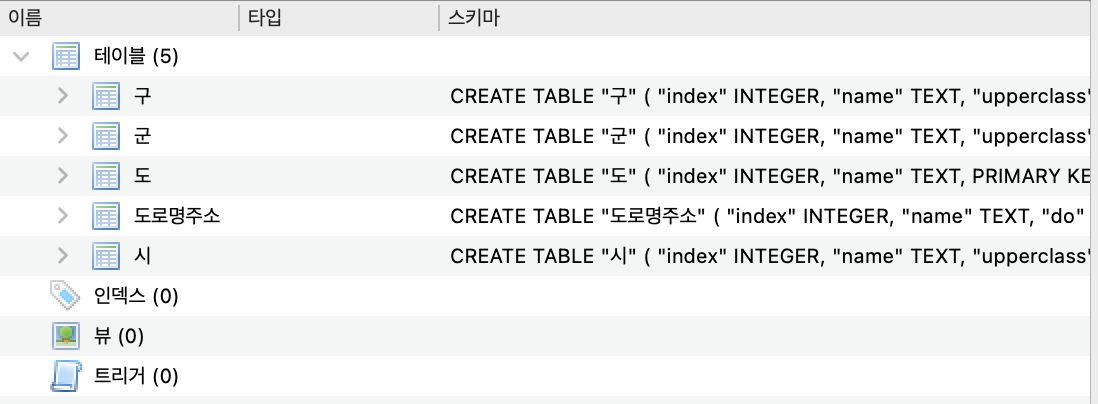 이름 타입 스키마
테이블 (5)
구 CREATE TABLE "구" ( "index" INTEGER, "name" TEXT, "upperclass"
군 CREATE TABLE "군" ( "index" INTEGER, "name" TEXT, "upperclass"
도 CREATE TABLE "도" ( "index" INTEGER, "name" TEXT, PRIMARY KE
도로명주소 CREATE TABLE "도로명주소" ( "index" INTEGER, "name" TEXT, "do"
시 CREATE TABLE "시" ( "index" INTEGER, "name" TEXT, "upperclass"
인덱스 (0)
뷰 (0)
트리거 (0)